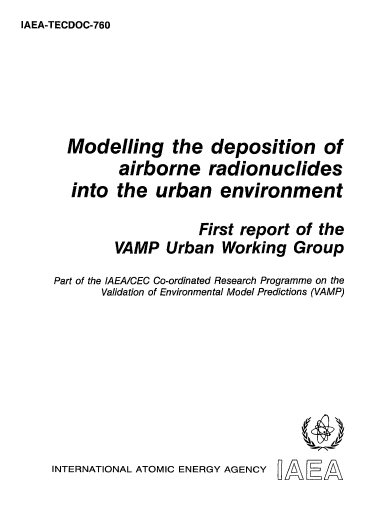 IAEA-TECDOC-760
Modelling the deposition of
airborne radionuclides
into the urban environment
First report of the
VAMP Urban Working Group
Part of the IAEA/CEC Co-ordinated Research Programme on the
Validation of Environmental Model Predictions (VAMP)
INTERNATIONAL ATOMIC ENERGY AGENCY IAEA